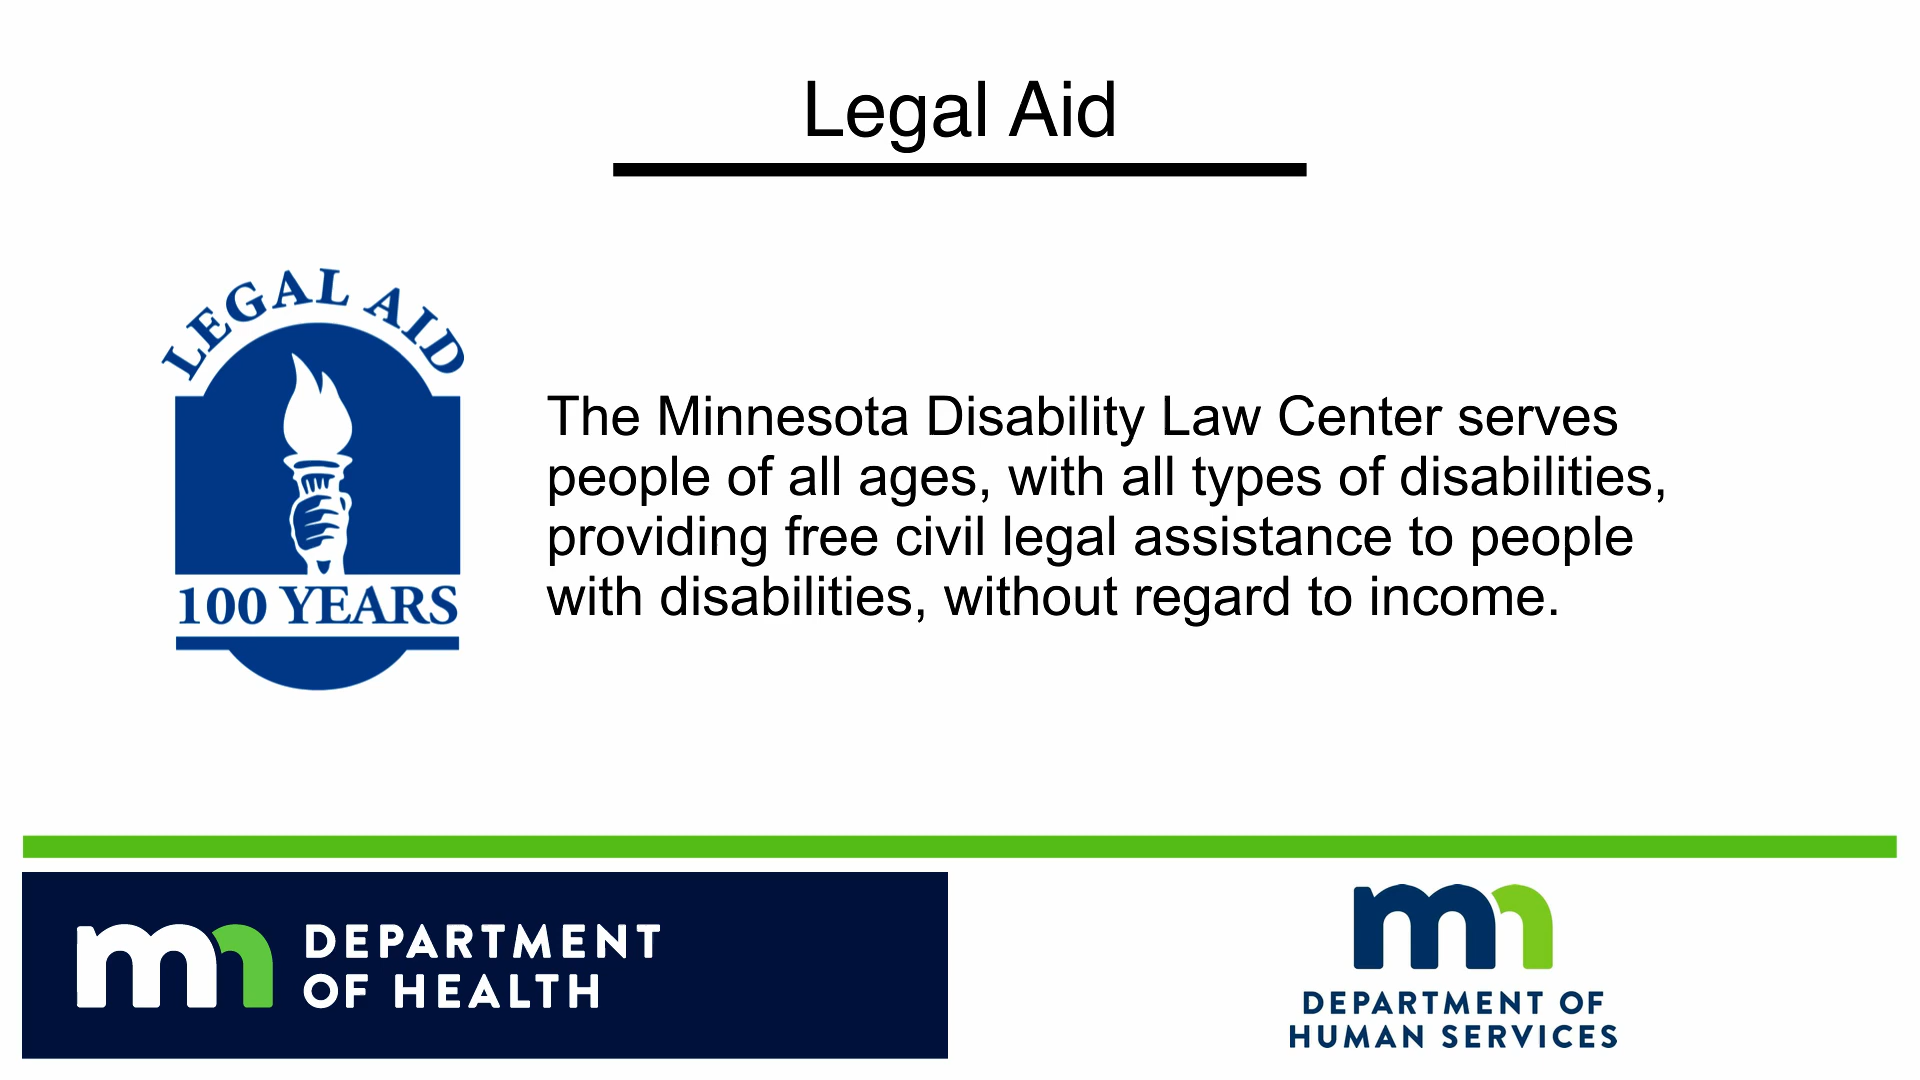 Legal Aid
LEGAL AID
100 YEARS
The Minnesota Disability Law Center serves
people of all ages, with all types of disabilities,
providing free civil legal assistance to people
with disabilities, without regard to income.
mn DEPARTMENT
OF HEALTH
mn
DEPARTMENT OF
HUMAN SERVICES